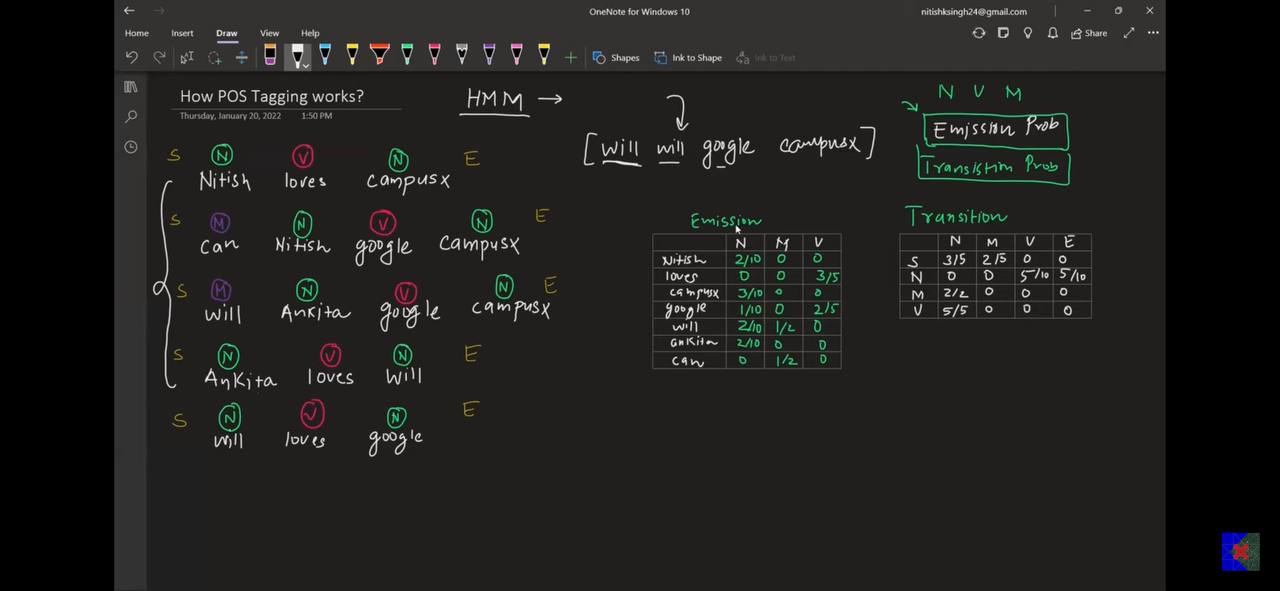 OneNote for Windows 10
nitishksingh24@gmail.com
Home Insert Draw View Help
Share
Shapes Ink to Shape Ink to Text
How POS Tagging works?
Thursday, January 20, 2022 1:50 PM
HMM →
[will will google campusx]
N V M
Emission Prob
Transistion Prob
S N V N E
Nitish loves campusx
S M N V N E
Can Nitish google Campusx
S M N V N E
will Ankita google campusx
S N V N E
Ankita loves will
S N V N E
will loves google
Emission
N M V
Nitish 2/10 0 0
loves 0 0 3/5
campusx 3/10 0 0
google 1/10 0 2/5
will 2/10 1/2 0
ankita 2/10 0 0
can 0 1/2 0
Transition
N M V E
S 3/5 2/5 0 0
N 0 0 5/10 5/10
M 2/2 0 0 0
V 5/5 0 0 0